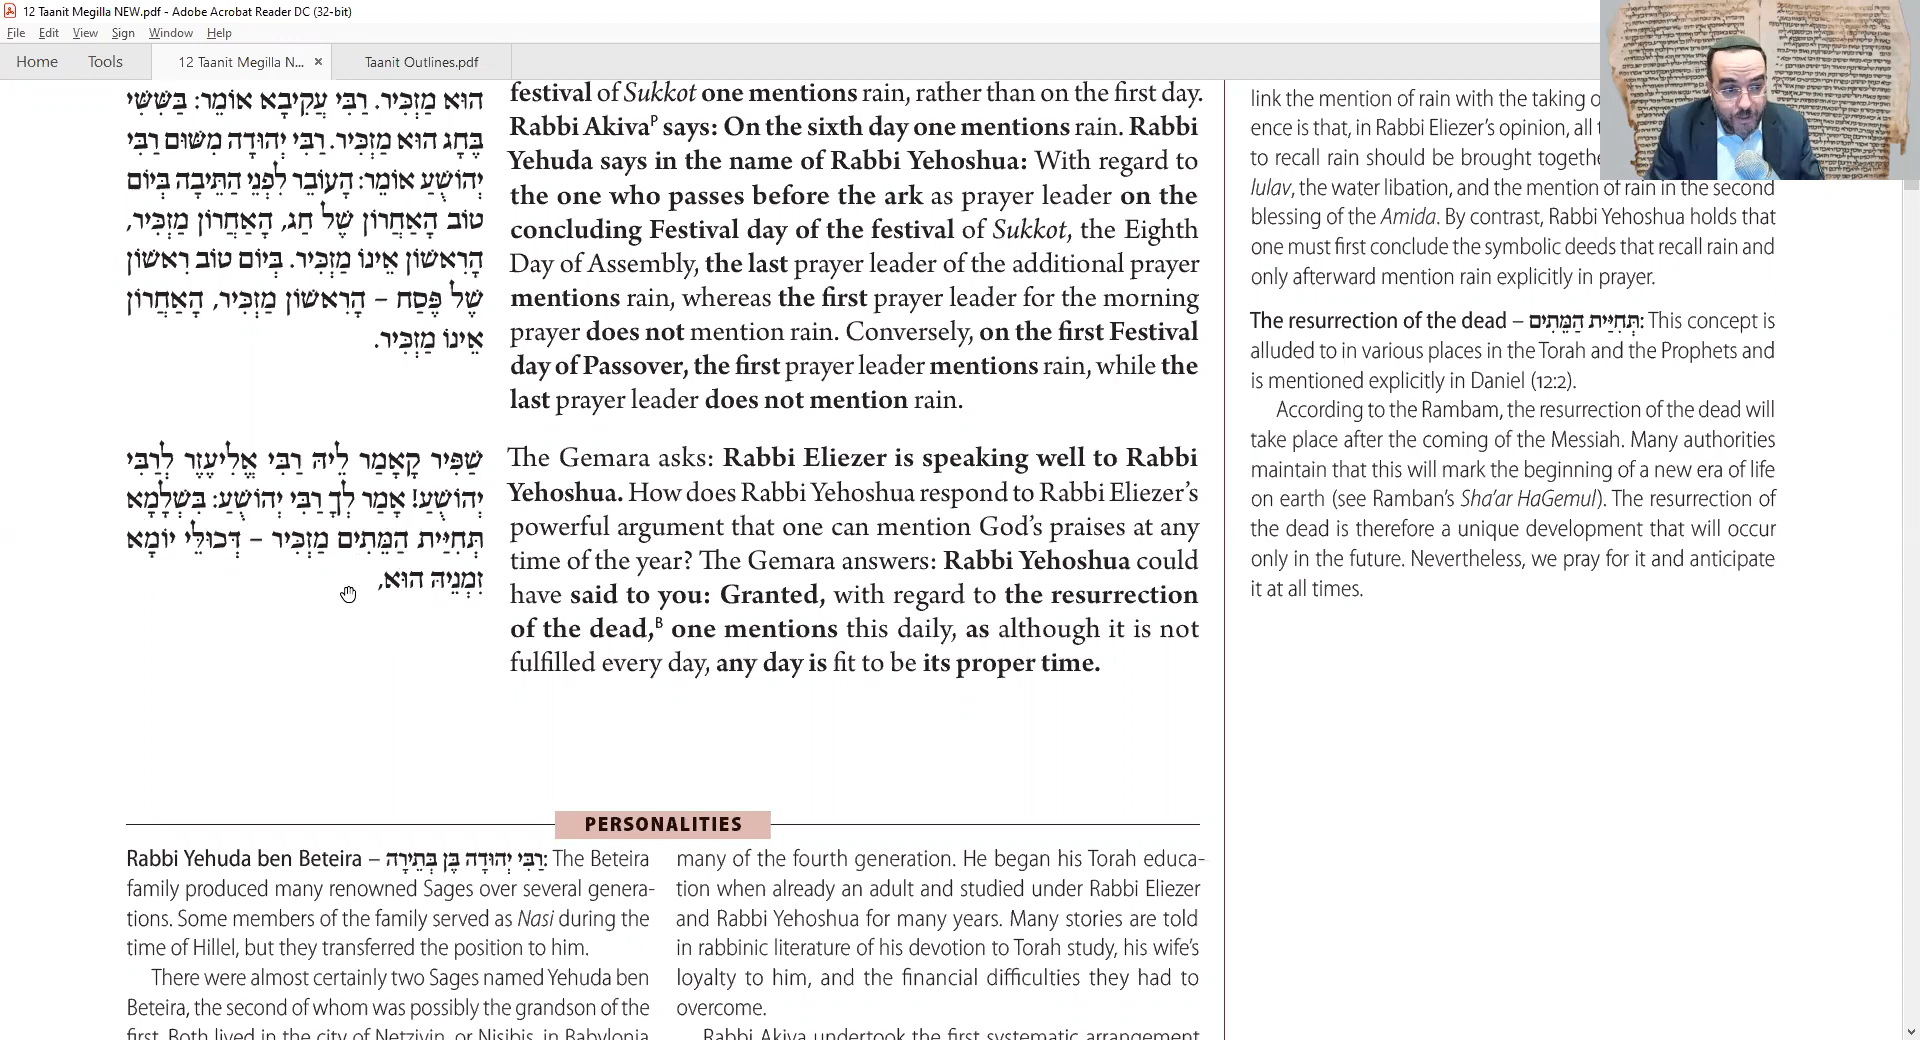 12 Taanit Megilla NEW.pdf - Adobe Acrobat Reader DC (32-bit)
File Edit View Sign Window Help
Home Tools 12 Taanit Megilla N... × Taanit Outlines.pdf
הוּא מַזְכִּיר. רַבִּי עֲקִיבָא אוֹמֵר: בַּשִּׁשִּׁי
בֶּחָג הוּא מַזְכִּיר. רַבִּי יְהוּדָה מִשּׁוּם רַבִּי
יְהוֹשֻׁעַ אוֹמֵר: הָעוֹבֵר לִפְנֵי הַתֵּיבָה בְּיוֹם
טוֹב הָאַחֲרוֹן שֶׁל חַג, הָאַחֲרוֹן מַזְכִּיר,
הָרִאשׁוֹן אֵינוֹ מַזְכִּיר. בְּיוֹם טוֹב רִאשׁוֹן
שֶׁל פֶּסַח – הָרִאשׁוֹן מַזְכִּיר, הָאַחֲרוֹן
אֵינוֹ מַזְכִּיר.
festival of Sukkot one mentions rain, rather than on the first day.
Rabbi Akiva^P says: On the sixth day one mentions rain. Rabbi
Yehuda says in the name of Rabbi Yehoshua: With regard to
the one who passes before the ark as prayer leader on the
concluding Festival day of the festival of Sukkot, the Eighth
Day of Assembly, the last prayer leader of the additional prayer
mentions rain, whereas the first prayer leader for the morning
prayer does not mention rain. Conversely, on the first Festival
day of Passover, the first prayer leader mentions rain, while the
last prayer leader does not mention rain.
שַׁפִּיר קָאָמַר לֵיהּ רַבִּי אֱלִיעֶזֶר לְרַבִּי
יְהוֹשֻׁעַ! אָמַר לְךָ רַבִּי יְהוֹשֻׁעַ: בִּשְׁלָמָא
תְּחִיַּית הַמֵּתִים מַזְכִּיר – דְּכוּלֵּי יוֹמָא
זִמְנֵיהּ הוּא,
The Gemara asks: Rabbi Eliezer is speaking well to Rabbi
Yehoshua. How does Rabbi Yehoshua respond to Rabbi Eliezer's
powerful argument that one can mention God's praises at any
time of the year? The Gemara answers: Rabbi Yehoshua could
have said to you: Granted, with regard to the resurrection
of the dead,^B one mentions this daily, as although it is not
fulfilled every day, any day is fit to be its proper time.
link the mention of rain with the taking
ence is that, in Rabbi Eliezer's opinion, all
to recall rain should be brought
lulav, the water libation, and the mention of rain in the second
blessing of the Amida. By contrast, Rabbi Yehoshua holds that
one must first conclude the symbolic deeds that recall rain and
only afterward mention rain explicitly in prayer.
The resurrection of the dead – תְּחִיַּית הַמֵּתִים: This concept is
alluded to in various places in the Torah and the Prophets and
is mentioned explicitly in Daniel (12:2).
According to the Rambam, the resurrection of the dead will
take place after the coming of the Messiah. Many authorities
maintain that this will mark the beginning of a new era of life
on earth (see Ramban's Sha'ar HaGemul). The resurrection of
the dead is therefore a unique development that will occur
only in the future. Nevertheless, we pray for it and anticipate
it at all times.
PERSONALITIES
Rabbi Yehuda ben Beteira – רַבִּי יְהוּדָה בֶּן בְּתֵירָה: The Beteira
family produced many renowned Sages over several genera-
tions. Some members of the family served as Nasi during the
time of Hillel, but they transferred the position to him.
There were almost certainly two Sages named Yehuda ben
Beteira, the second of whom was possibly the grandson of the
first. Both lived in the city of Netzivin, or Nisibis, in Babylonia
many of the fourth generation. He began his Torah educa-
tion when already an adult and studied under Rabbi Eliezer
and Rabbi Yehoshua for many years. Many stories are told
in rabbinic literature of his devotion to Torah study, his wife's
loyalty to him, and the financial difficulties they had to
overcome.
Rabbi Akiva undertook the first systematic arrangement